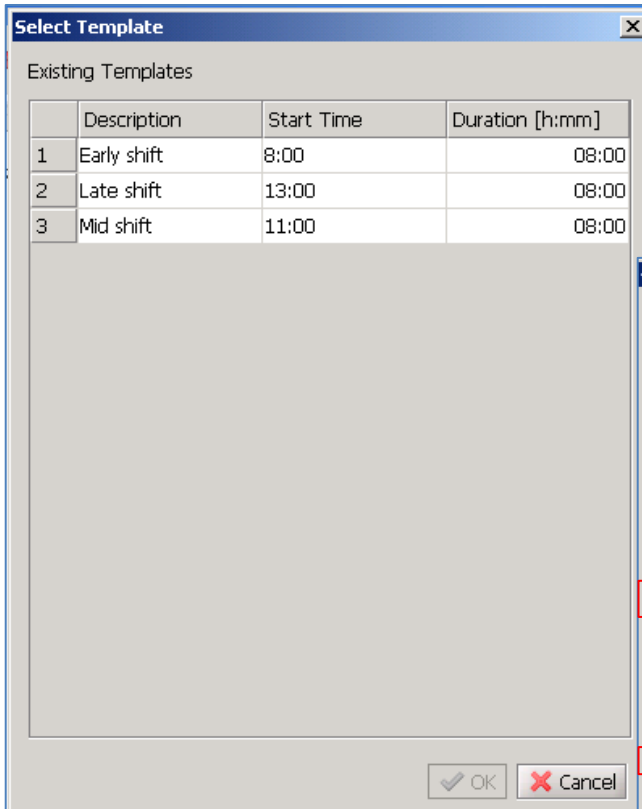 Select Template
Existing Templates
Description Start Time Duration [h:mm]
1 Early shift 8:00 08:00
2 Late shift 13:00 08:00
3 Mid shift 11:00 08:00
OK Cancel